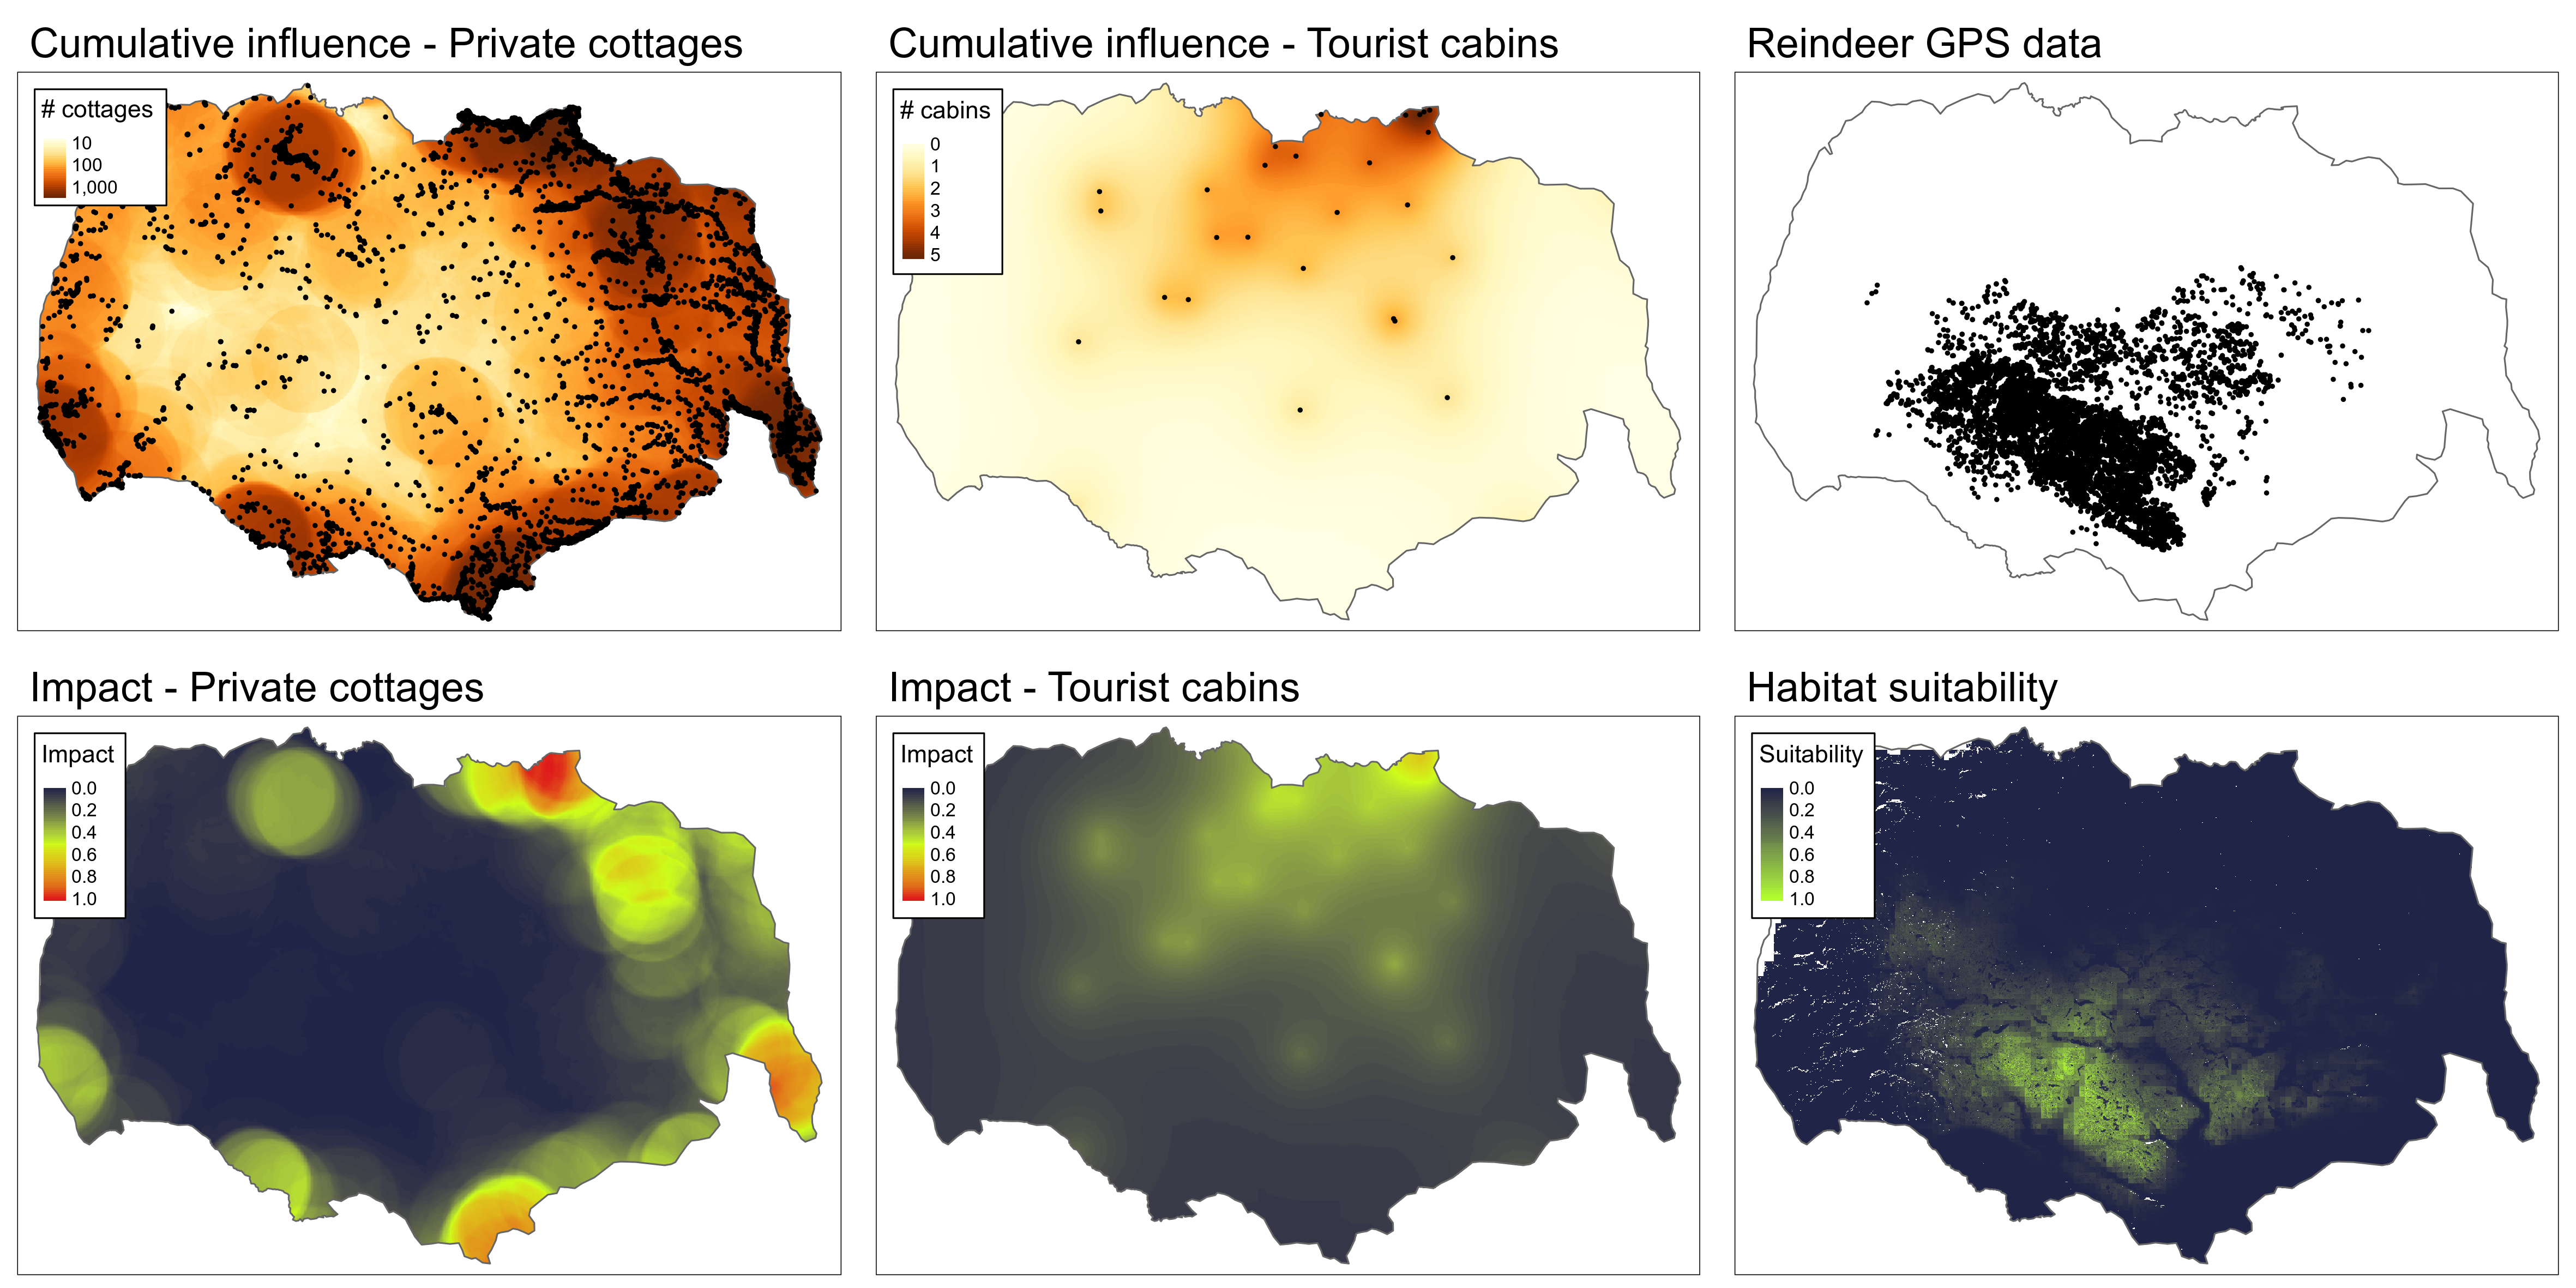 Cumulative influence - Private cottages
# cottages
10
100
1,000
Cumulative influence - Tourist cabins
# cabins
0
1
2
3
4
5
Reindeer GPS data
Impact - Private cottages
Impact
0.0
0.2
0.4
0.6
0.8
1.0
Impact - Tourist cabins
Impact
0.0
0.2
0.4
0.6
0.8
1.0
Habitat suitability
Suitability
0.0
0.2
0.4
0.6
0.8
1.0